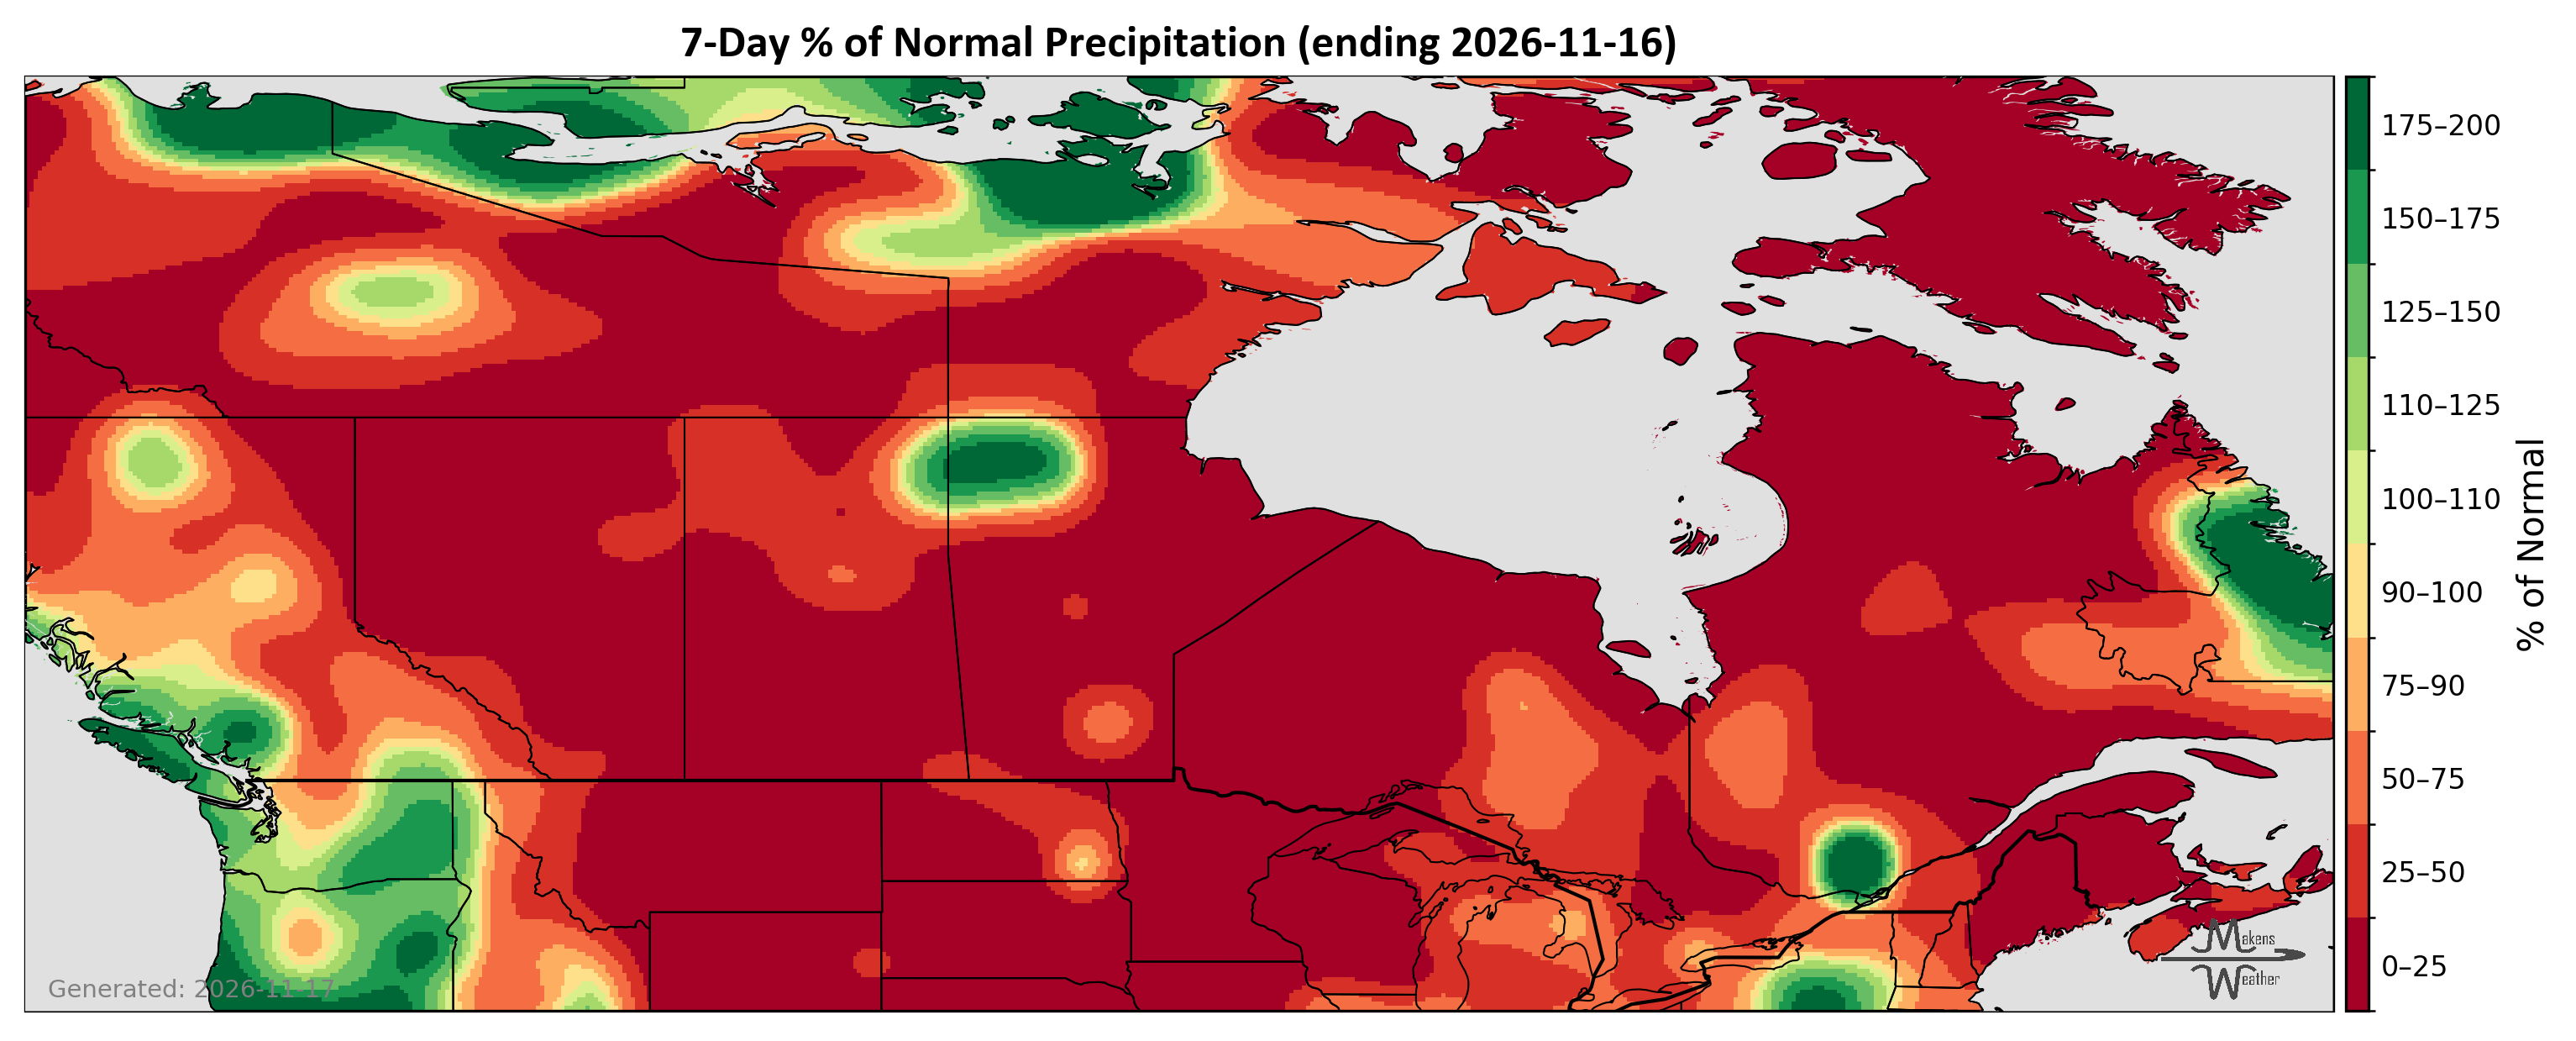 7-Day % of Normal Precipitation (ending 2026-11-16)
175–200
150–175
125–150
110–125
100–110
90–100
75–90
50–75
25–50
0–25
% of Normal
Generated: 2026-11-17
Makens
Weather